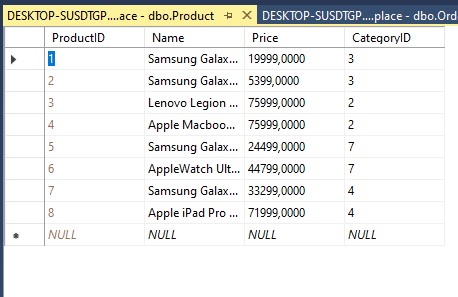 DESKTOP-SUSDTGP....ace - dbo.Product DESKTOP-SUSDTGP....place - dbo.Ord
ProductID Name Price CategoryID
1 Samsung Galax... 19999,0000 3
2 Samsung Galax... 5399,0000 3
3 Lenovo Legion ... 75999,0000 2
4 Apple Macboo... 75999,0000 2
5 Samsung Galax... 24499,0000 7
6 AppleWatch Ult... 44799,0000 7
7 Samsung Galax... 33299,0000 4
8 Apple iPad Pro ... 71999,0000 4
NULL NULL NULL NULL